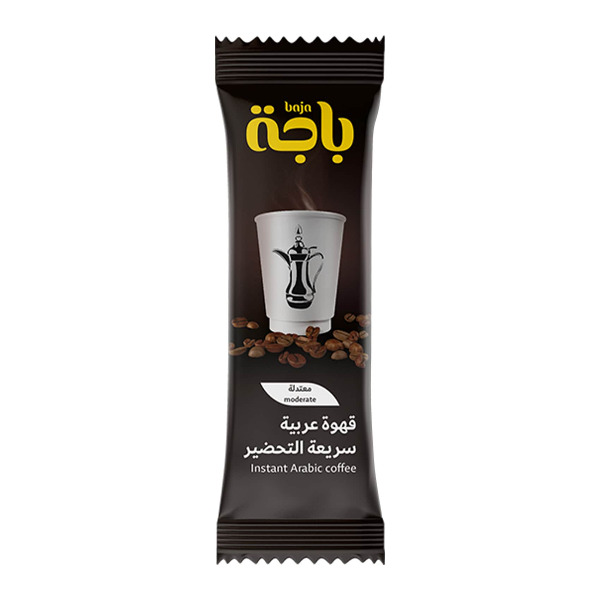 baja
باجة
معتدلة
moderate
قهوة عربية
سريعة التحضير
Instant Arabic coffee